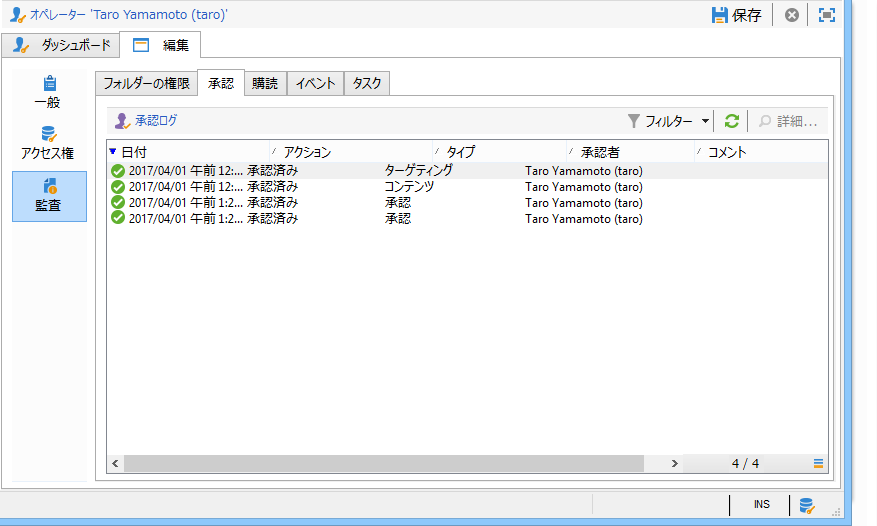 オペレーター 'Taro Yamamoto (taro)'
保存
ダッシュボード
編集
一般
アクセス権
監査
フォルダーの権限
承認
購読
イベント
タスク
承認ログ
フィルター
詳細...
日付 アクション タイプ 承認者 コメント
2017/04/01 午前 12:... 承認済み ターゲティング Taro Yamamoto (taro)
2017/04/01 午前 12:... 承認済み コンテンツ Taro Yamamoto (taro)
2017/04/01 午前 1:2... 承認済み 承認 Taro Yamamoto (taro)
2017/04/01 午前 1:2... 承認済み 承認 Taro Yamamoto (taro)
4 / 4
INS